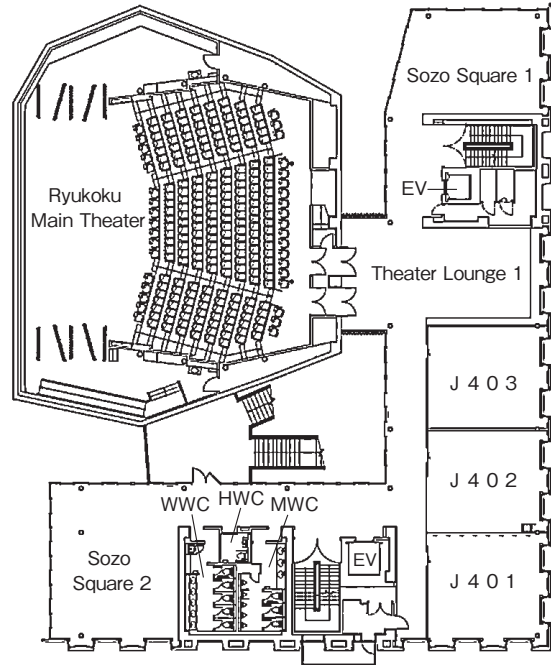 Sozo Square 1
EV
Ryukoku
Main Theater
Theater Lounge 1
J 4 0 3
J 4 0 2
J 4 0 1
WWC
HWC
MWC
EV
Sozo
Square 2